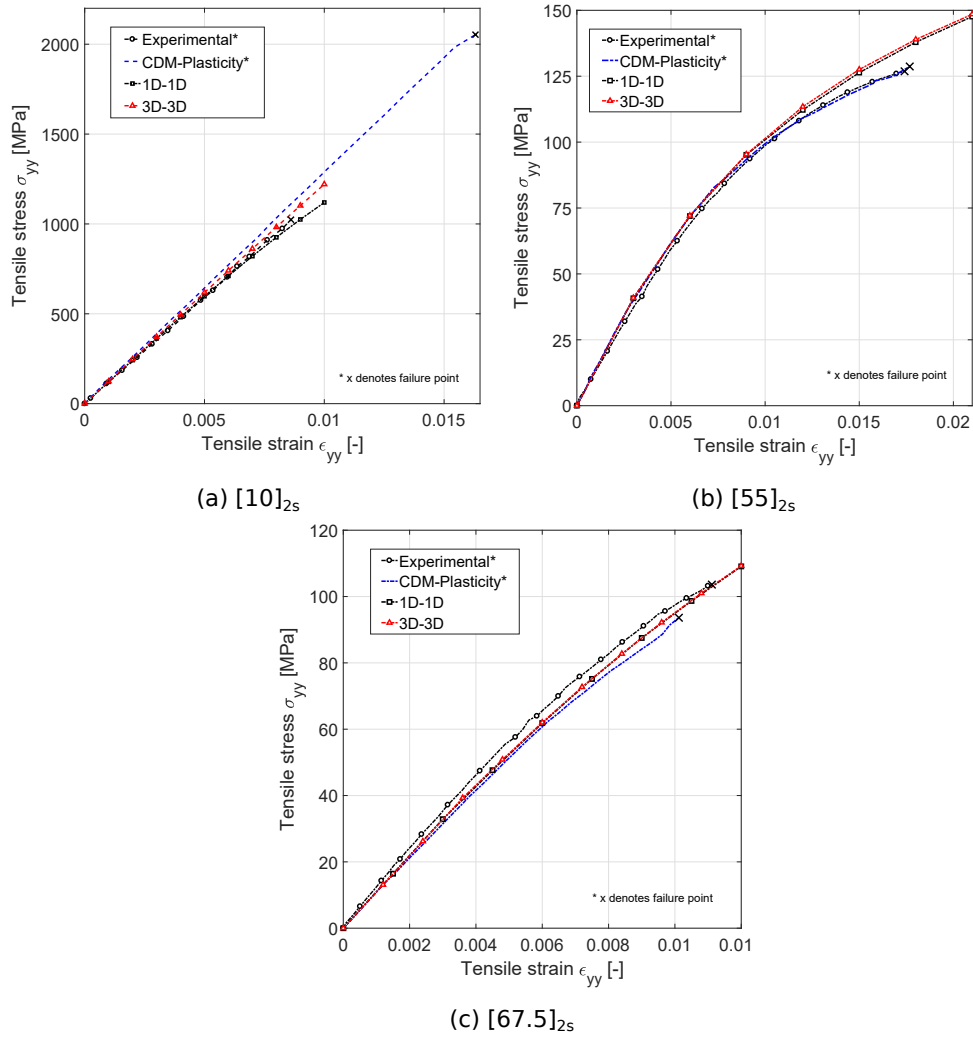 2000
1500
1000
500
0
Tensile stress σyy [MPa]
Experimental*
CDM-Plasticity*
1D-1D
3D-3D
* x denotes failure point
0 0.005 0.01 0.015
Tensile strain ϵyy [-]
(a) [10]2s
150
125
100
75
50
25
0
Tensile stress σyy [MPa]
Experimental*
CDM-Plasticity*
1D-1D
3D-3D
* x denotes failure point
0 0.005 0.01 0.015 0.02
Tensile strain ϵyy [-]
(b) [55]2s
120
100
80
60
40
20
0
Tensile stress σyy [MPa]
Experimental*
CDM-Plasticity*
1D-1D
3D-3D
* x denotes failure point
0 0.002 0.004 0.006 0.008 0.01 0.01
Tensile strain ϵyy [-]
(c) [67.5]2s